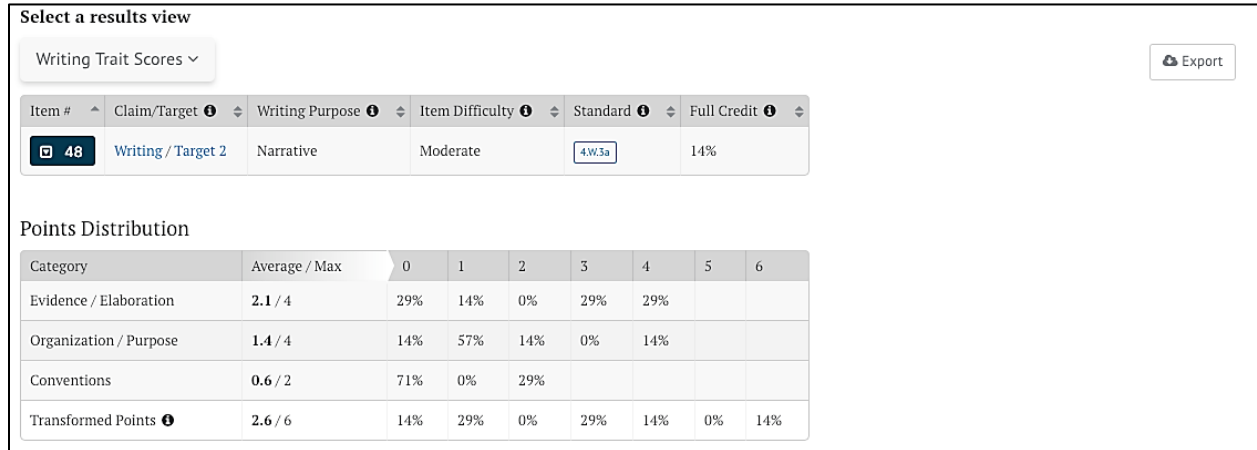 Select a results view
Writing Trait Scores
Export
Item # Claim/Target Writing Purpose Item Difficulty Standard Full Credit
48 Writing / Target 2 Narrative Moderate 4.W.3a 14%
Points Distribution
Category Average / Max 0 1 2 3 4 5 6
Evidence / Elaboration 2.1 / 4 29% 14% 0% 29% 29%
Organization / Purpose 1.4 / 4 14% 57% 14% 0% 14%
Conventions 0.6 / 2 71% 0% 29%
Transformed Points 2.6 / 6 14% 29% 0% 29% 14% 0% 14%